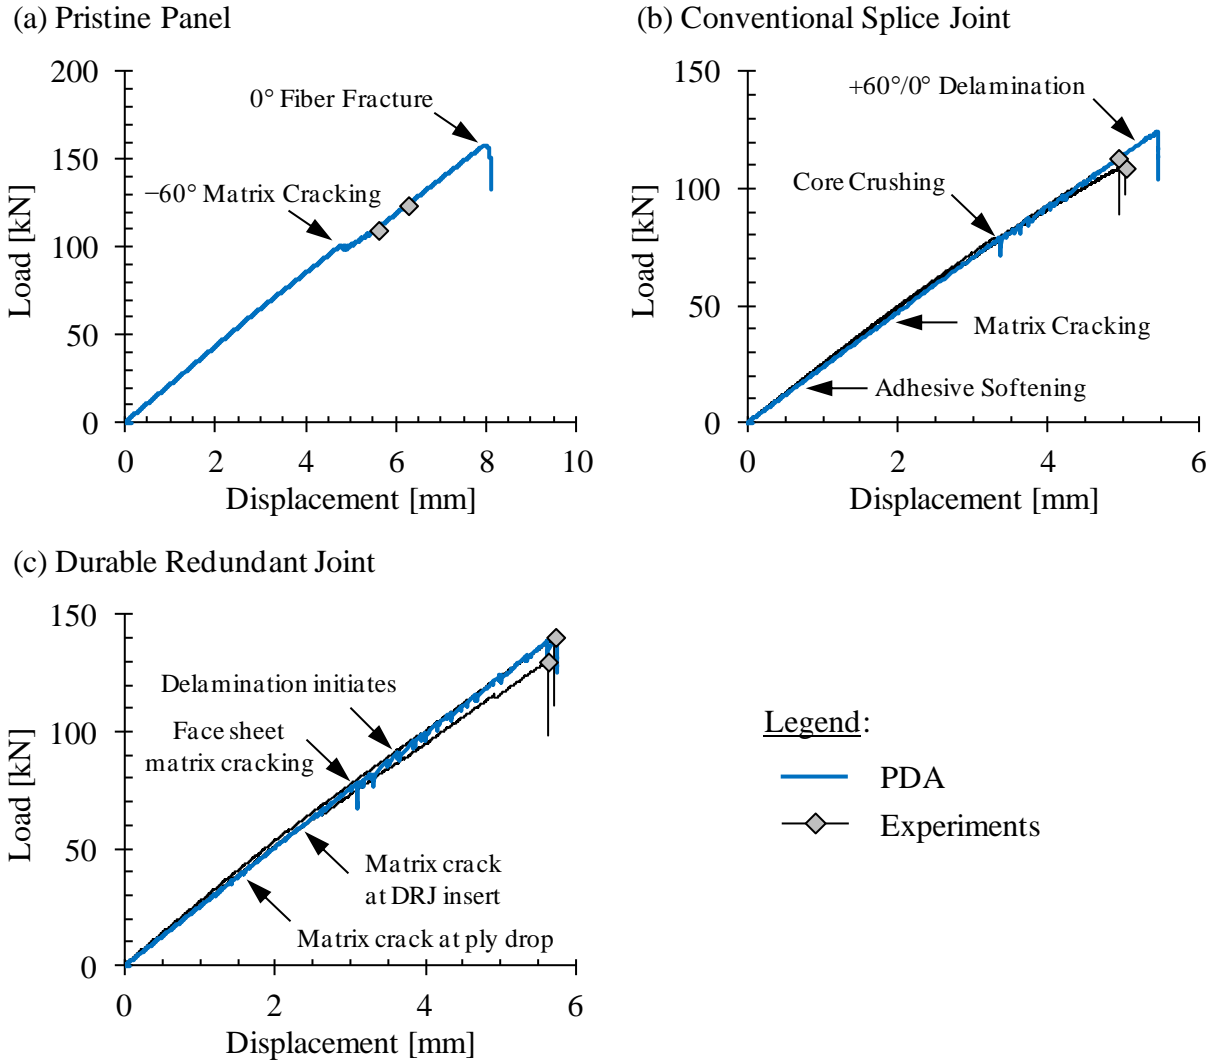 (a) Pristine Panel
200
150
100
50
0
Load [kN]
0° Fiber Fracture
−60° Matrix Cracking
0 2 4 6 8 10
Displacement [mm]
(b) Conventional Splice Joint
150
100
50
0
Load [kN]
+60°/0° Delamination
Core Crushing
Matrix Cracking
Adhesive Softening
0 2 4 6
Displacement [mm]
(c) Durable Redundant Joint
150
100
50
0
Load [kN]
Delamination initiates
Face sheet
matrix cracking
Matrix crack
at DRJ insert
Matrix crack at ply drop
0 2 4 6
Displacement [mm]
Legend:
PDA
Experiments